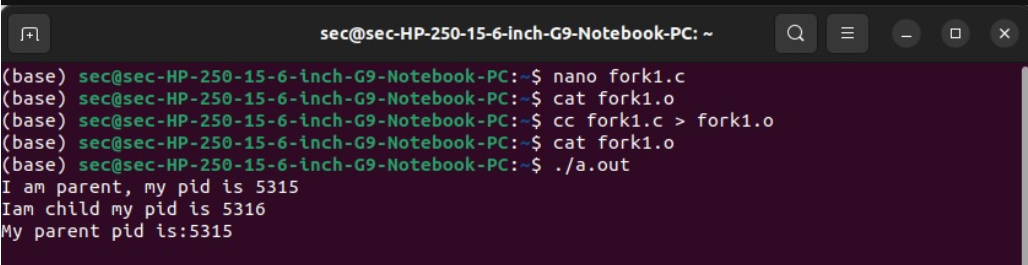 sec@sec-HP-250-15-6-inch-G9-Notebook-PC: ~
(base) sec@sec-HP-250-15-6-inch-G9-Notebook-PC:~$ nano fork1.c
(base) sec@sec-HP-250-15-6-inch-G9-Notebook-PC:~$ cat fork1.o
(base) sec@sec-HP-250-15-6-inch-G9-Notebook-PC:~$ cc fork1.c > fork1.o
(base) sec@sec-HP-250-15-6-inch-G9-Notebook-PC:~$ cat fork1.o
(base) sec@sec-HP-250-15-6-inch-G9-Notebook-PC:~$ ./a.out
I am parent, my pid is 5315
Iam child my pid is 5316
My parent pid is:5315